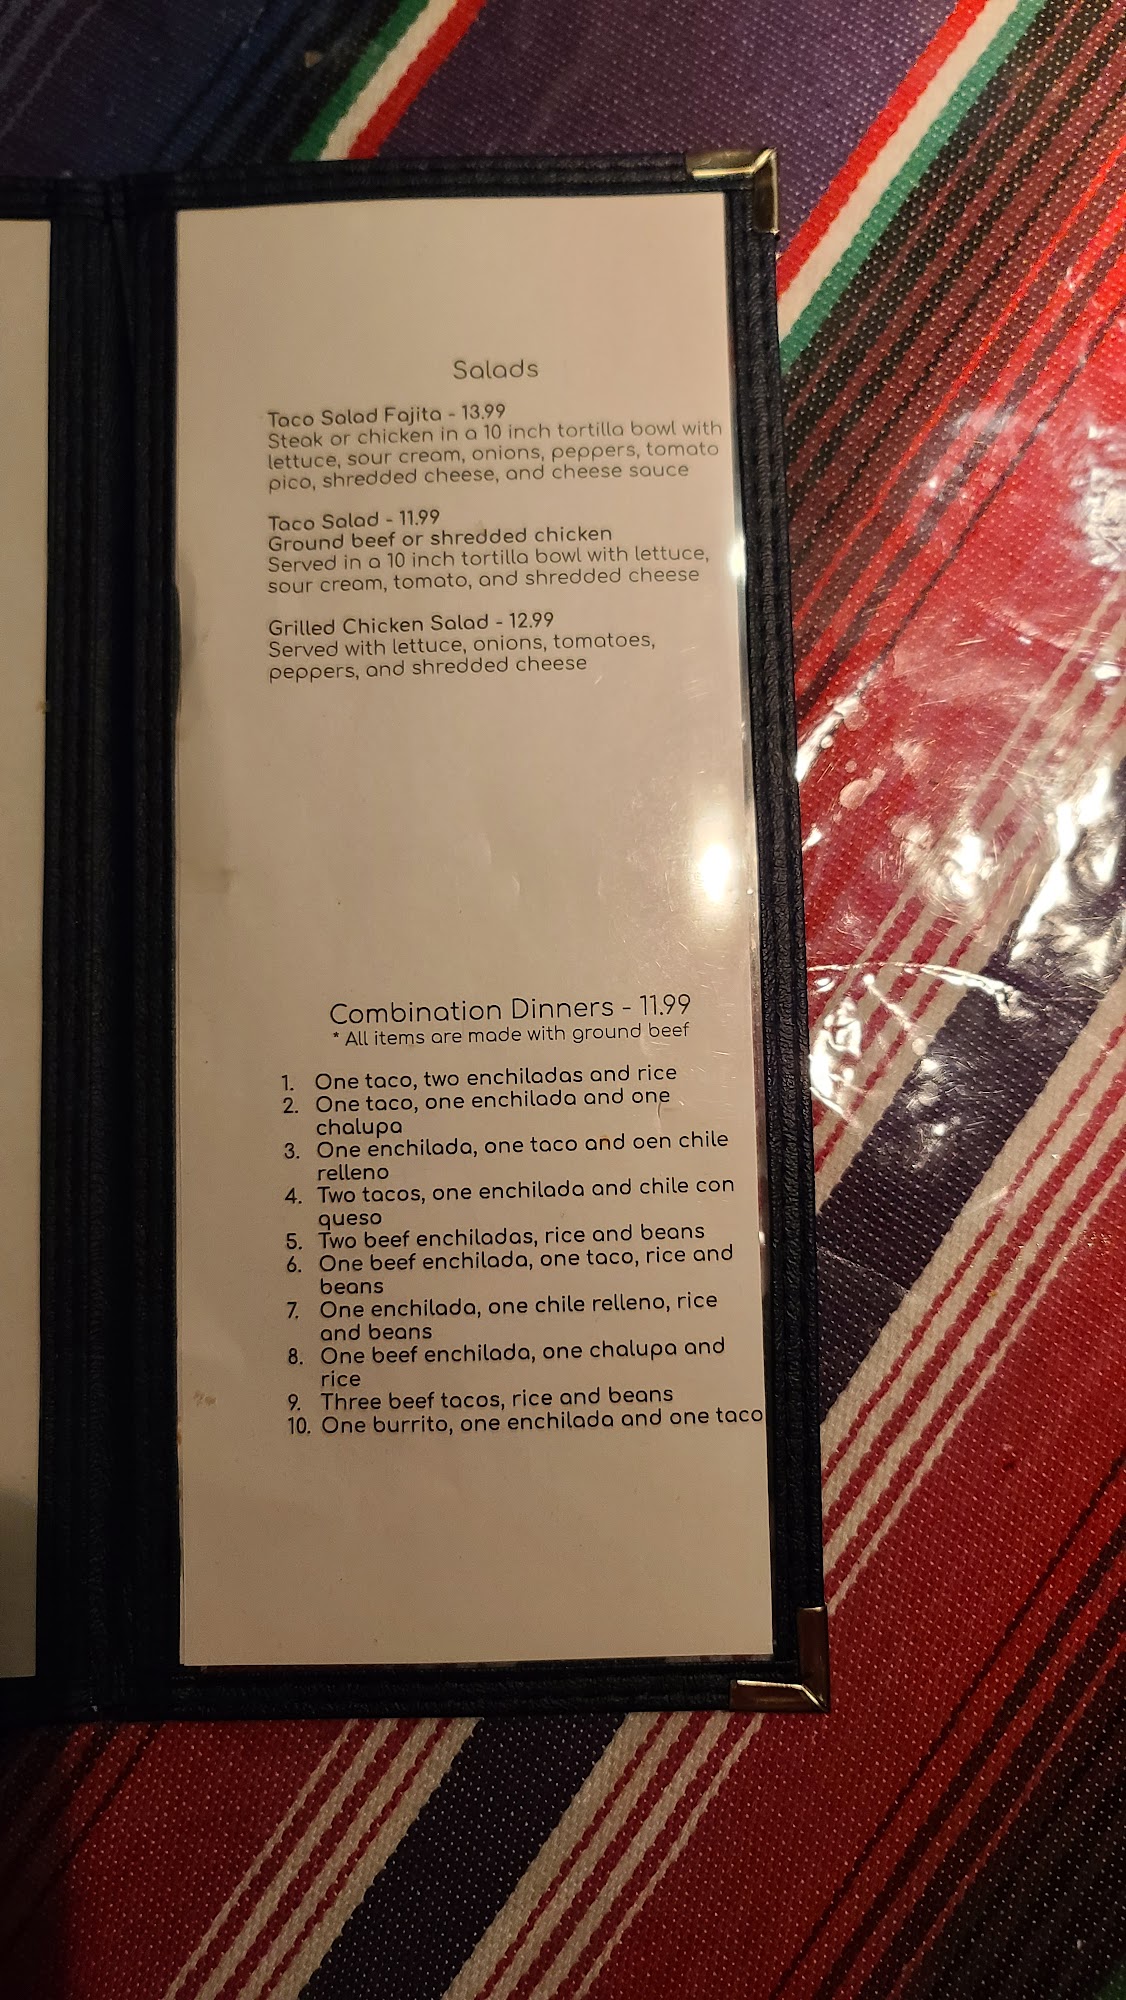 Salads
Taco Salad Fajita - 13.99
Steak or chicken in a 10 inch tortilla bowl with
lettuce, sour cream, onions, peppers, tomato
pico, shredded cheese, and cheese sauce
Taco Salad - 11.99
Ground beef or shredded chicken
Served in a 10 inch tortilla bowl with lettuce,
sour cream, tomato, and shredded cheese
Grilled Chicken Salad - 12.99
Served with lettuce, onions, tomatoes,
peppers, and shredded cheese
Combination Dinners - 11.99
* All items are made with ground beef
1. One taco, two enchiladas and rice
2. One taco, one enchilada and one
chalupa
3. One enchilada, one taco and oen chile
relleno
4. Two tacos, one enchilada and chile con
queso
5. Two beef enchiladas, rice and beans
6. One beef enchilada, one taco, rice and
beans
7. One enchilada, one chile relleno, rice
and beans
8. One beef enchilada, one chalupa and
rice
9. Three beef tacos, rice and beans
10. One burrito, one enchilada and one taco